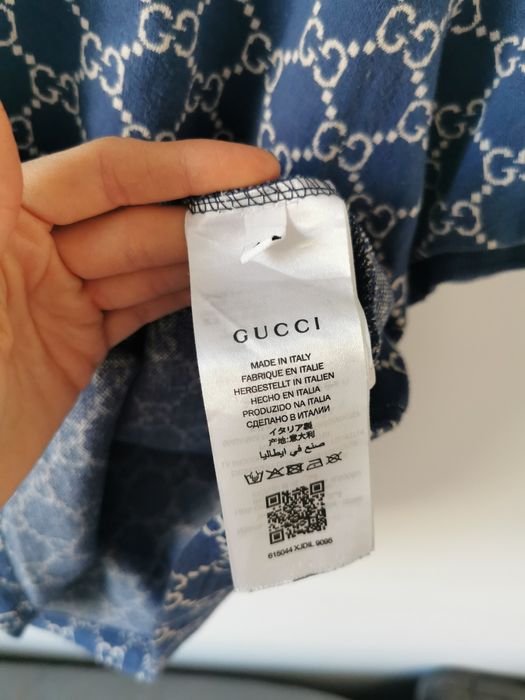 GUCCI
MADE IN ITALY
FABRIQUE EN ITALIE
HERGESTELLT IN ITALIEN
HECHO EN ITALIA
PRODUZIDO NA ITALIA
СДЕЛАНО В ИТАЛИИ
イタリア製
产地:意大利
صنع في ايطاليا
615044 XJDIL 9095